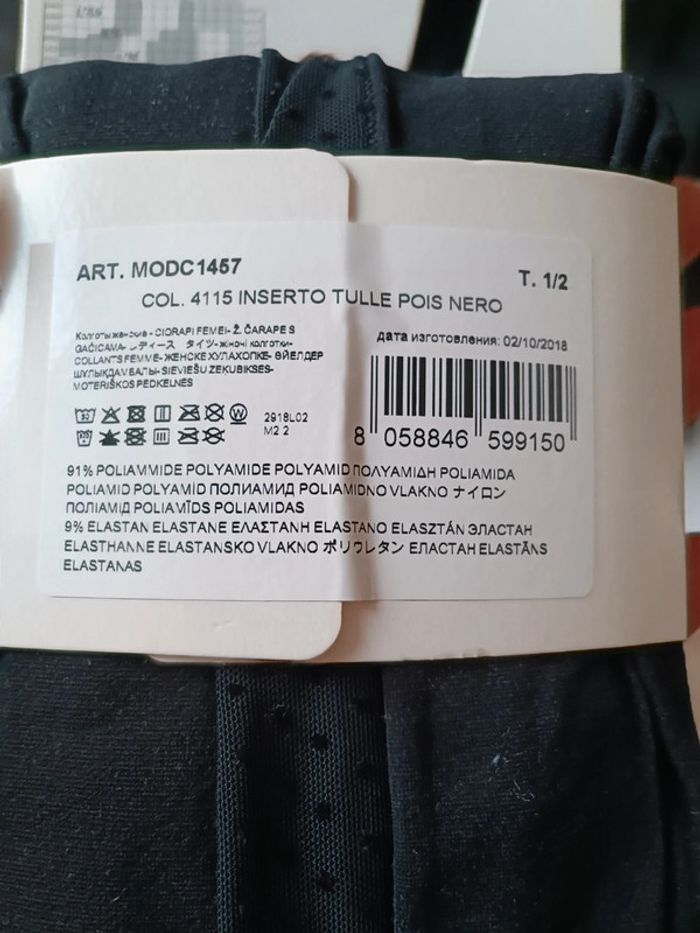 ART. MODC1457
T. 1/2
COL. 4115 INSERTO TULLE POIS NERO
Колготы женские - CIORAPI FEMEI- Ž. ČARAPE S
GAĆICAMA- レディース タイツ- жіночі колготки-
COLLANTS FEMME- ЖЕНСКЕ ХУЛАХОПКЕ- ӘЙЕЛДЕР
ШҰЛЫҚДАМБАЛЫ- SIEVIEŠU ZEĶUBIKSES-
MOTERIŠKOS PĖDKELNĖS
дата изготовления: 02/10/2018
2918L02
M2 2
8 058846 599150
91% POLIAMMIDE POLYAMIDE POLYAMID ΠΟΛΥΑΜΙΔΗ POLIAMIDA
POLIAMID POLYAMID ПОЛИАМИД POLIAMIDNO VLAKNO ナイロン
ПОЛІАМІД POLIAMĪDS POLIAMIDAS
9% ELASTAN ELASTANE ΕΛΑΣΤΑΝΗ ELASTANO ELASZTÁN ЭЛАСТАН
ELASTHANNE ELASTANSKO VLAKNO ポリウレタン ЕЛАСТАН ELASTĀNS
ELASTANAS